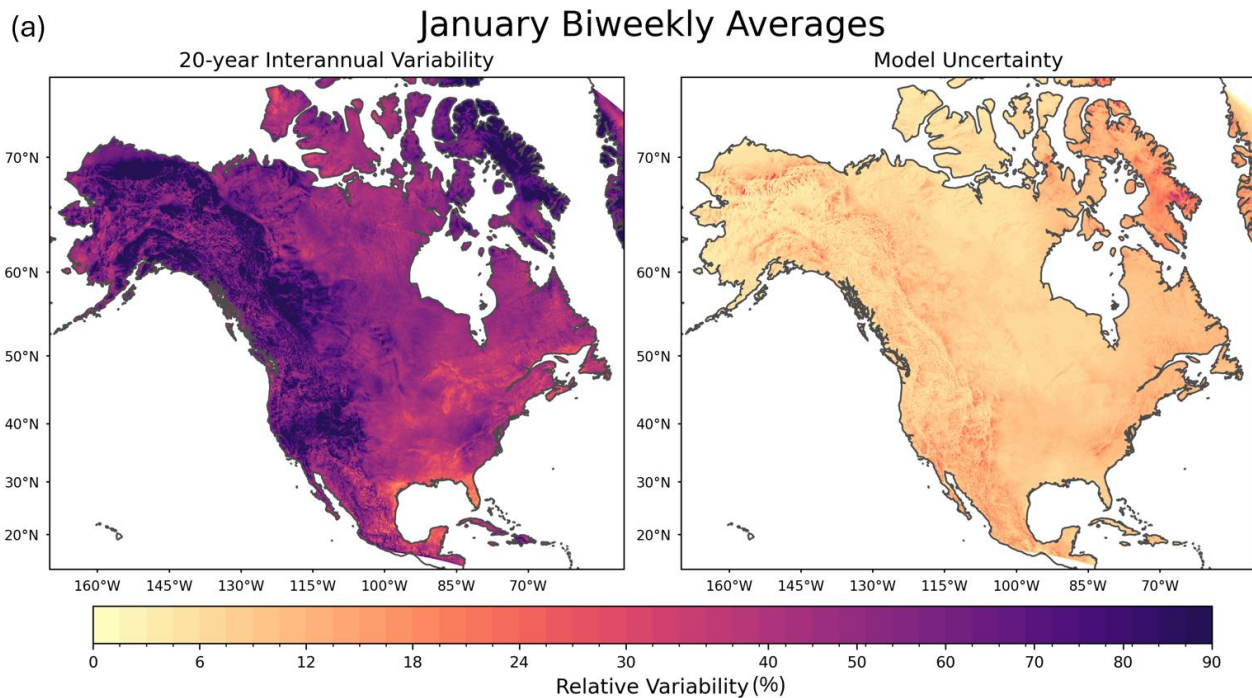 (a)
January Biweekly Averages
20-year Interannual Variability
Model Uncertainty
70°N
60°N
50°N
40°N
30°N
20°N
160°W 145°W 130°W 115°W 100°W 85°W 70°W
70°N
60°N
50°N
40°N
30°N
20°N
160°W 145°W 130°W 115°W 100°W 85°W 70°W
0 6 12 18 24 30 40 50 60 70 80 90
Relative Variability (%)